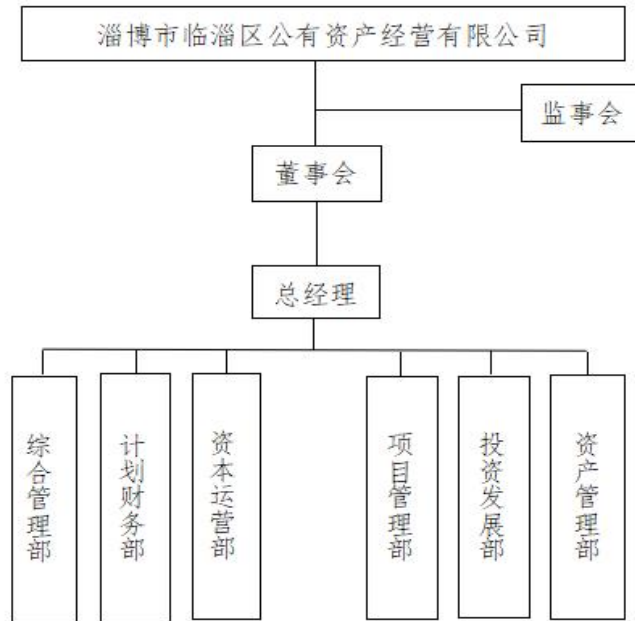 淄博市临淄区公有资产经营有限公司
监事会
董事会
总经理
综合管理部
计划财务部
资本运营部
项目管理部
投资发展部
资产管理部